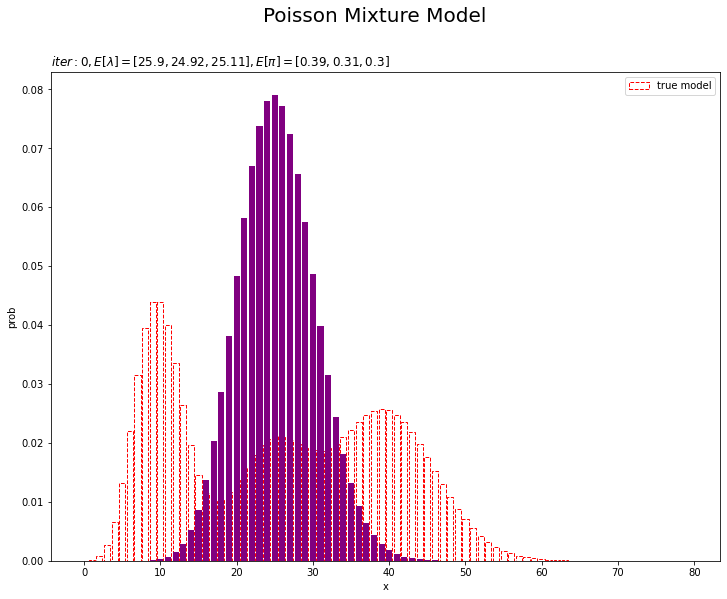 Poisson Mixture Model
iter : 0, E[λ] = [25.9, 24.92, 25.11], E[π] = [0.39, 0.31, 0.3]
true model
0.08
0.07
0.06
0.05
0.04
0.03
0.02
0.01
0.00
prob
0 10 20 30 40 50 60 70 80
x